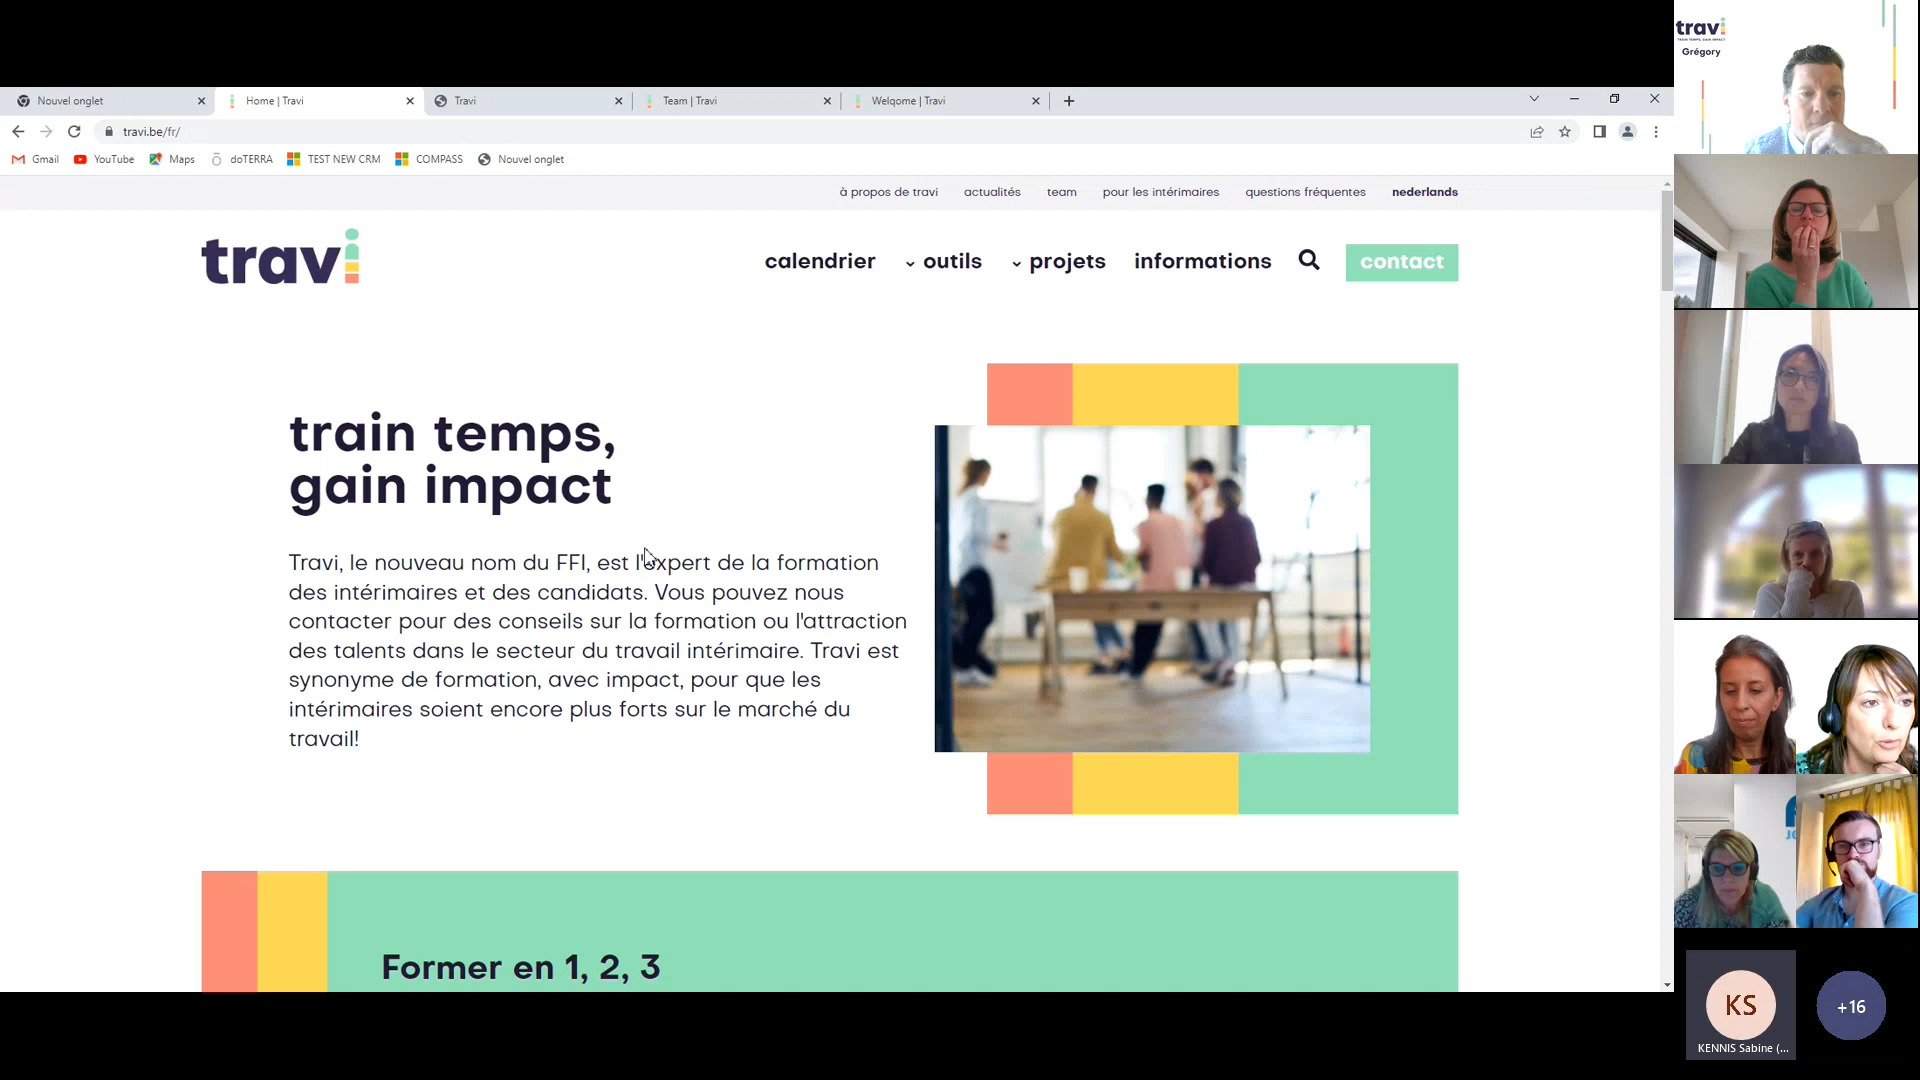 Nouvel onglet
Home | Travi
Travi
Team | Travi
Welqome | Travi
travi.be/fr/
Gmail
YouTube
Maps
doTERRA
TEST NEW CRM
COMPASS
Nouvel onglet
à propos de travi
actualités
team
pour les intérimaires
questions fréquentes
nederlands
travi
calendrier
outils
projets
informations
contact
train temps,
gain impact
Travi, le nouveau nom du FFI, est l'expert de la formation
des intérimaires et des candidats. Vous pouvez nous
contacter pour des conseils sur la formation ou l'attraction
des talents dans le secteur du travail intérimaire. Travi est
synonyme de formation, avec impact, pour que les
intérimaires soient encore plus forts sur le marché du
travail!
Former en 1, 2, 3
travi
TRAIN TEMPS, GAIN IMPACT
Grégory
KS
KENNIS Sabine (...
+16